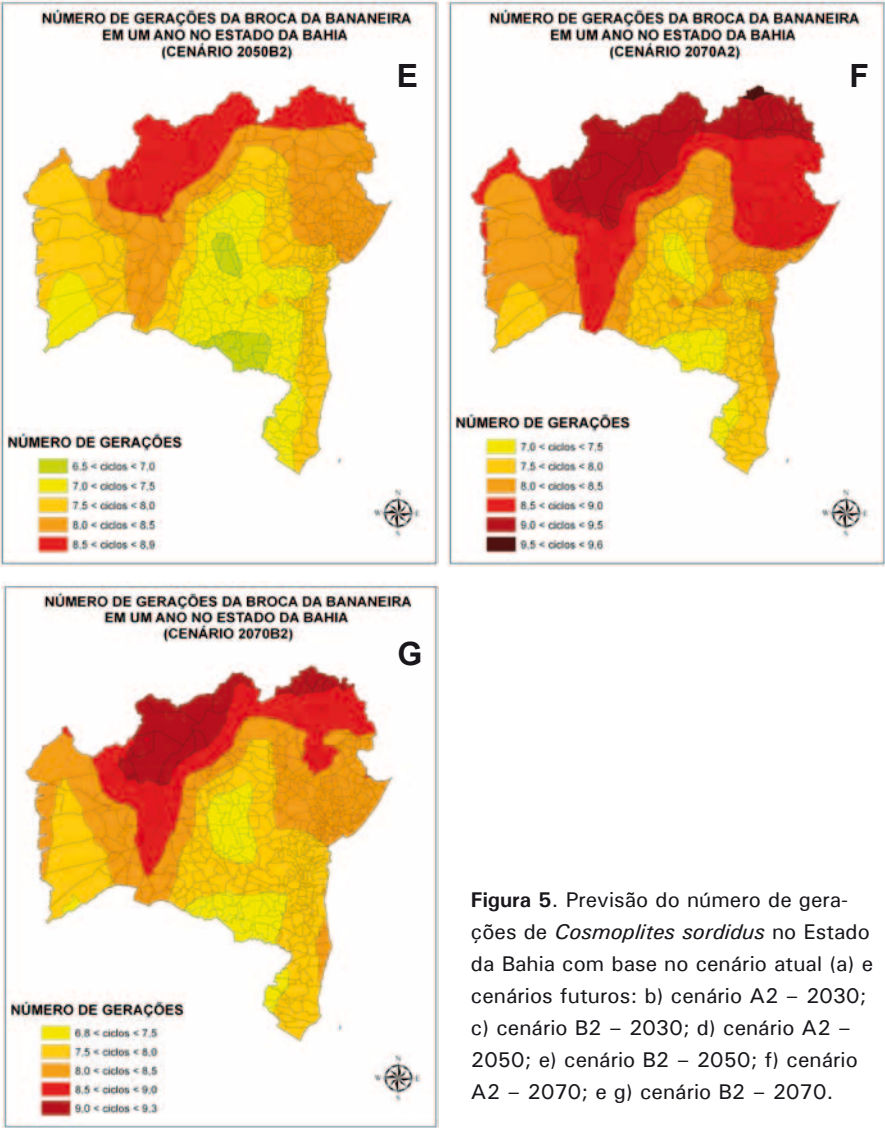 NÚMERO DE GERAÇÕES DA BROCA DA BANANEIRA
EM UM ANO NO ESTADO DA BAHIA
(CENÁRIO 2050B2)
E
NÚMERO DE GERAÇÕES
6.5 < ciclos < 7,0
7.0 < ciclos < 7,5
7.5 < ciclos < 8.0
8.0 < ciclos < 8.5
8.5 < ciclos < 8,9
N
W
E
S
NÚMERO DE GERAÇÕES DA BROCA DA BANANEIRA
EM UM ANO NO ESTADO DA BAHIA
(CENÁRIO 2070A2)
F
NÚMERO DE GERAÇÕES
7,0 < ciclos < 7.5
7.5 < ciclos < 8.0
8.0 < ciclos < 8.5
8.5 < ciclos < 9.0
9.0 < ciclos < 9.5
9.5 < ciclos < 9.6
N
W
E
S
NÚMERO DE GERAÇÕES DA BROCA DA BANANEIRA
EM UM ANO NO ESTADO DA BAHIA
(CENÁRIO 2070B2)
G
NÚMERO DE GERAÇÕES
6.8 < ciclos < 7.5
7.5 < ciclos < 8.0
8.0 < ciclos < 8.5
8.5 < ciclos < 9.0
9.0 < ciclos < 9.3
N
W
E
S
Figura 5. Previsão do número de gera-
ções de Cosmoplites sordidus no Estado
da Bahia com base no cenário atual (a) e
cenários futuros: b) cenário A2 – 2030;
c) cenário B2 – 2030; d) cenário A2 –
2050; e) cenário B2 – 2050; f) cenário
A2 – 2070; e g) cenário B2 – 2070.